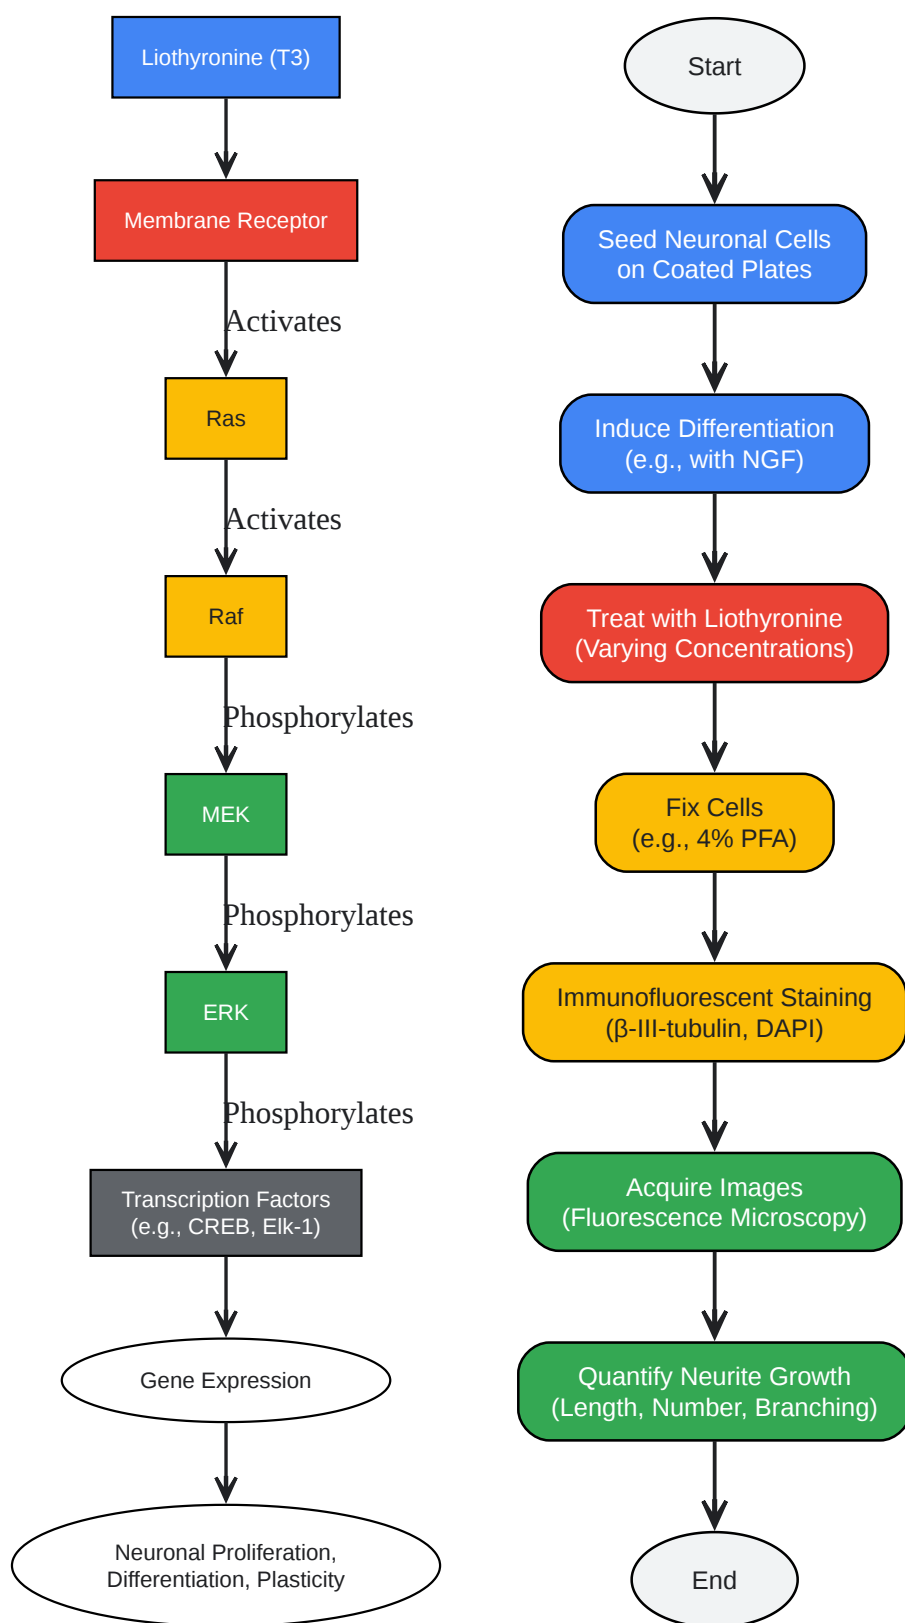 Liothyronine (T3)
Membrane Receptor
Activates
Ras
Activates
Raf
Phosphorylates
MEK
Phosphorylates
ERK
Phosphorylates
Transcription Factors
(e.g., CREB, Elk-1)
Gene Expression
Neuronal Proliferation,
Differentiation, Plasticity
Start
Seed Neuronal Cells
on Coated Plates
Induce Differentiation
(e.g., with NGF)
Treat with Liothyronine
(Varying Concentrations)
Fix Cells
(e.g., 4% PFA)
Immunofluorescent Staining
(β-III-tubulin, DAPI)
Acquire Images
(Fluorescence Microscopy)
Quantify Neurite Growth
(Length, Number, Branching)
End